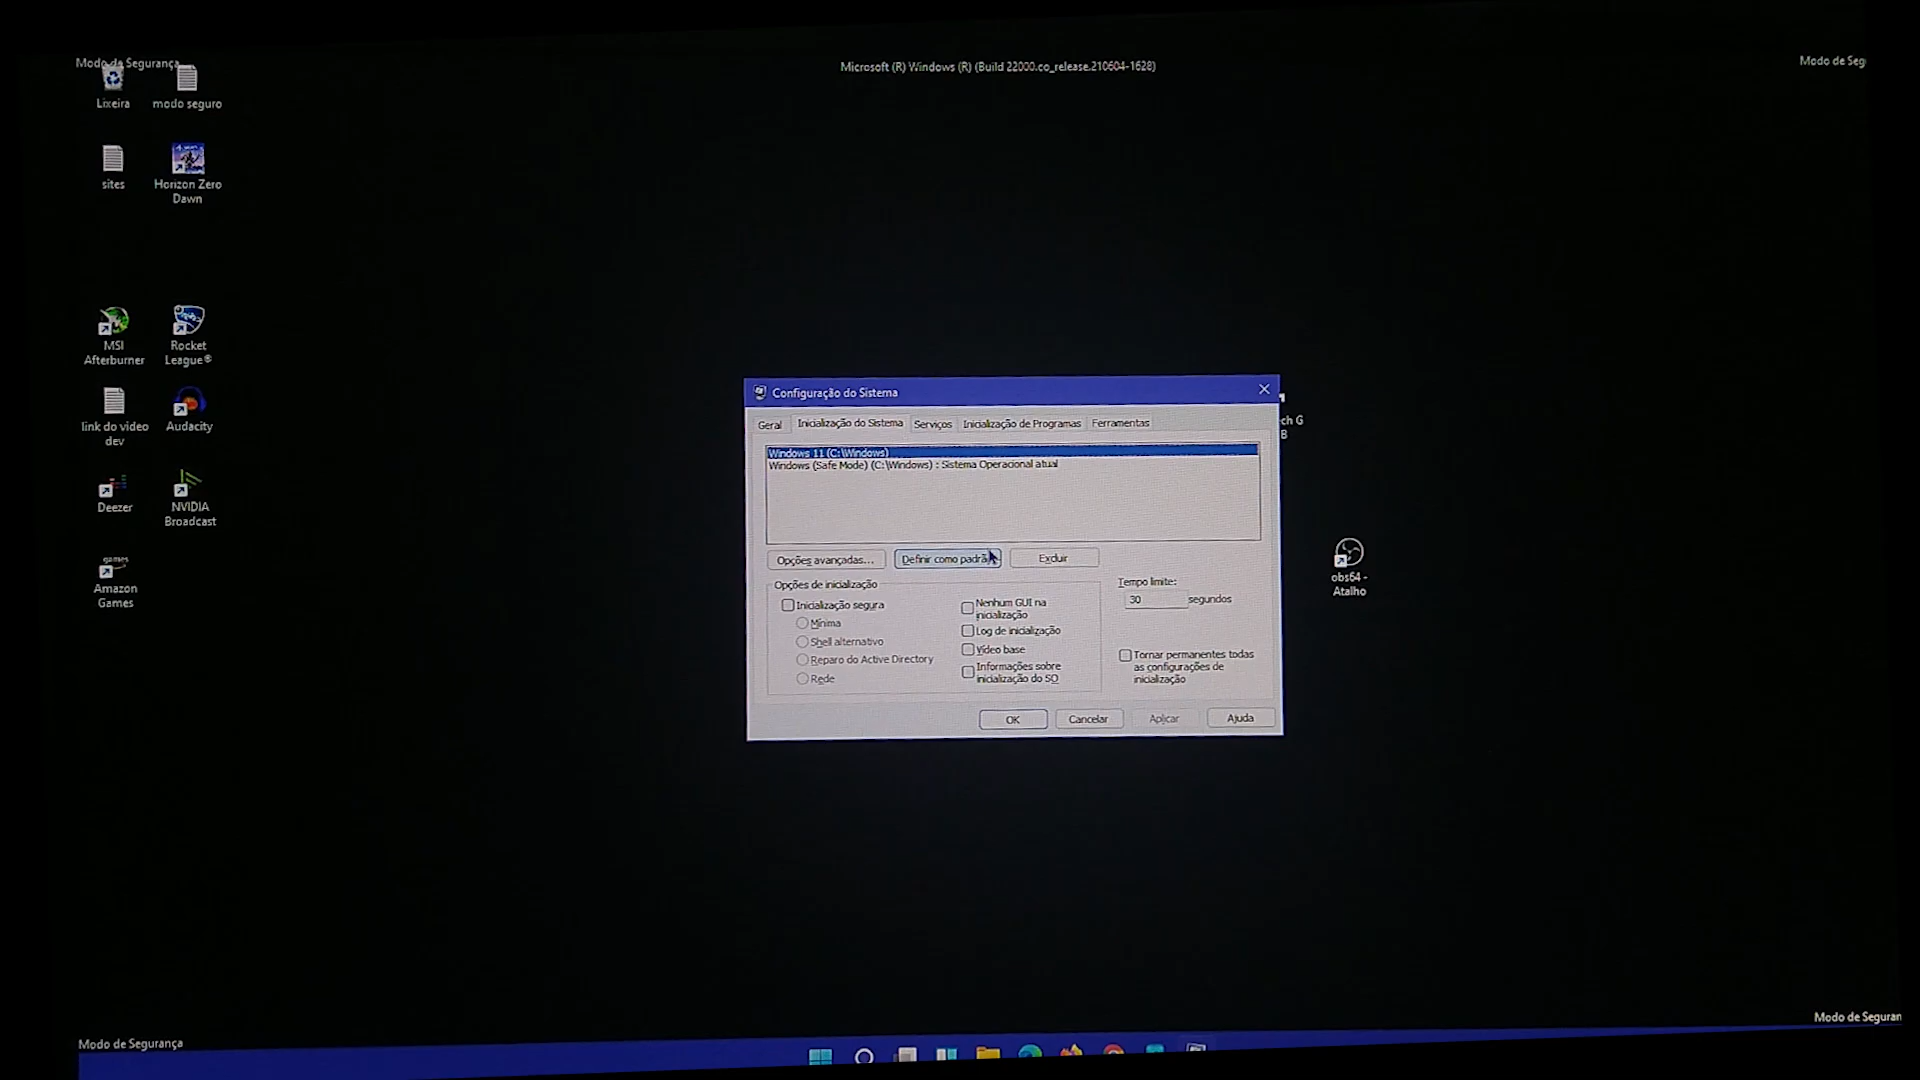 Modo de Segurança
Microsoft (R) Windows (R) (Build 22000.co_release.210604-1628)
Modo de Seg
Lixeira
modo seguro
sites
Horizon Zero
Dawn
MSI
Afterburner
Rocket
League®
link do video
dev
Audacity
Deezer
NVIDIA
Broadcast
Amazon
Games
Configuração do Sistema
Geral
Inicialização do Sistema
Serviços
Inicialização de Programas
Ferramentas
Windows 11 (C:\Windows)
Windows (Safe Mode) (C:\Windows) : Sistema Operacional atual
Opções avançadas...
Definir como padrã
Excluir
Opções de inicialização
Inicialização segura
Mínima
Shell alternativo
Reparo do Active Directory
Rede
Nenhum GUI na
inicialização
Log de inicialização
Vídeo base
Informações sobre
inicialização do SO
Tempo limite:
30 segundos
Tornar permanentes todas
as configurações de
inicialização
OK
Cancelar
Aplicar
Ajuda
ch G
B
obs64 -
Atalho
Modo de Segurança
Modo de Seguran